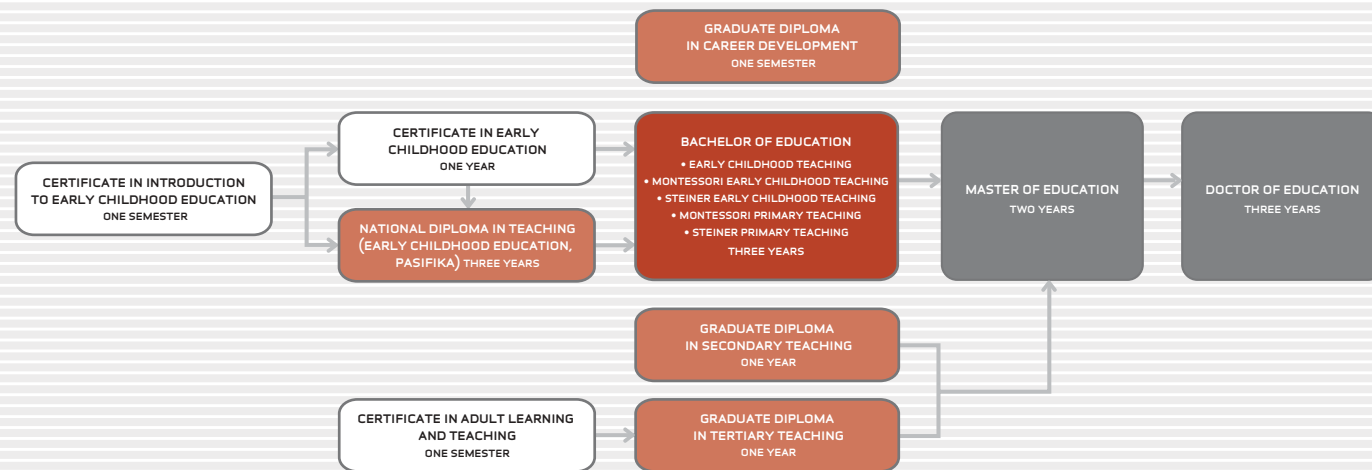 GRADUATE DIPLOMA
IN CAREER DEVELOPMENT
ONE SEMESTER
CERTIFICATE IN INTRODUCTION
TO EARLY CHILDHOOD EDUCATION
ONE SEMESTER
CERTIFICATE IN EARLY
CHILDHOOD EDUCATION
ONE YEAR
NATIONAL DIPLOMA IN TEACHING
(EARLY CHILDHOOD EDUCATION,
PASIFIKA) THREE YEARS
BACHELOR OF EDUCATION
• EARLY CHILDHOOD TEACHING
• MONTESSORI EARLY CHILDHOOD TEACHING
• STEINER EARLY CHILDHOOD TEACHING
• MONTESSORI PRIMARY TEACHING
• STEINER PRIMARY TEACHING
THREE YEARS
MASTER OF EDUCATION
TWO YEARS
DOCTOR OF EDUCATION
THREE YEARS
GRADUATE DIPLOMA
IN SECONDARY TEACHING
ONE YEAR
CERTIFICATE IN ADULT LEARNING
AND TEACHING
ONE SEMESTER
GRADUATE DIPLOMA
IN TERTIARY TEACHING
ONE YEAR